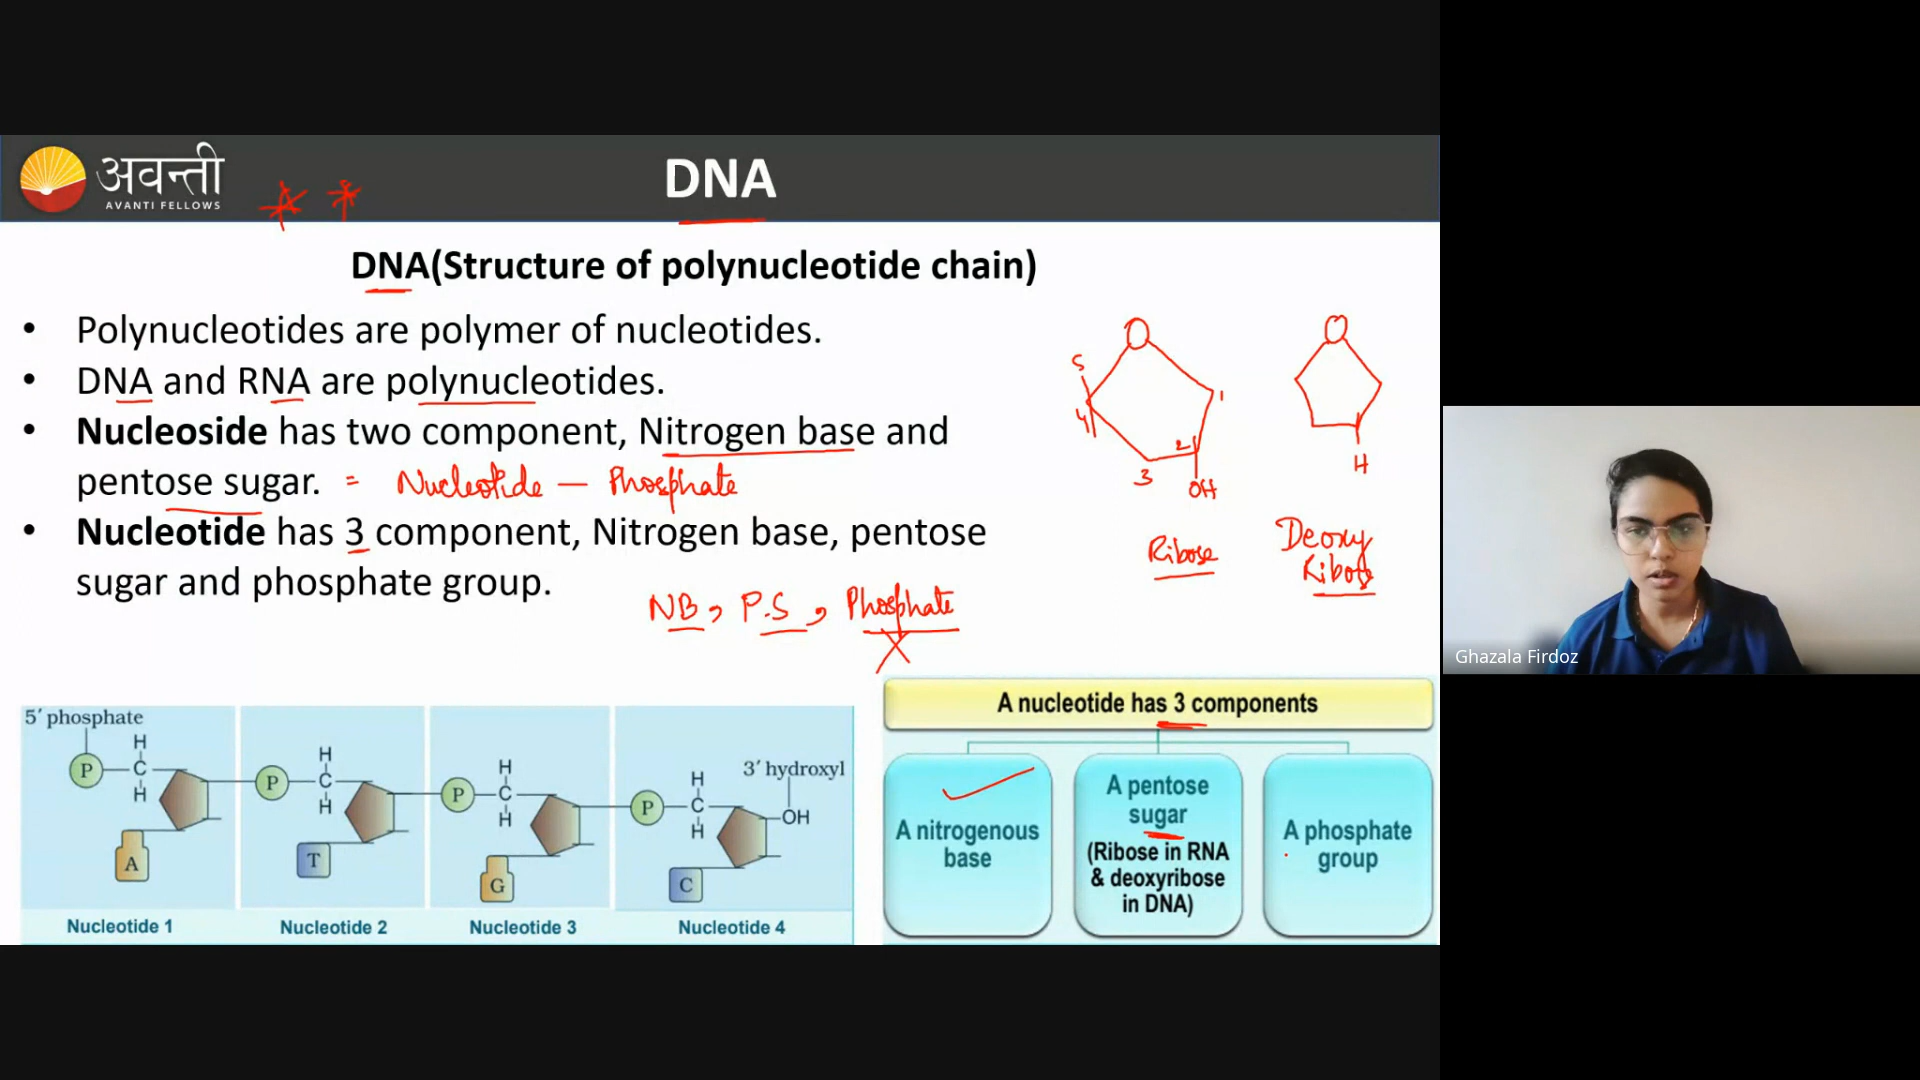 अवन्ती
AVANTI FELLOWS
DNA
DNA(Structure of polynucleotide chain)
• Polynucleotides are polymer of nucleotides.
• DNA and RNA are polynucleotides.
• Nucleoside has two component, Nitrogen base and
pentose sugar. = Nucleotide — Phosphate
• Nucleotide has 3 component, Nitrogen base, pentose
sugar and phosphate group.
NB, P.S, Phosphate
O
5
4
3
2
1
OH
Ribose
O
H
Deoxy
Ribose
5′ phosphate
P
H
C
H
A
Nucleotide 1
P
H
C
H
T
Nucleotide 2
P
H
C
H
G
Nucleotide 3
P
H
C
H
3′ hydroxyl
OH
C
Nucleotide 4
A nucleotide has 3 components
A nitrogenous
base
A pentose
sugar
(Ribose in RNA
& deoxyribose
in DNA)
A phosphate
group
Ghazala Firdoz